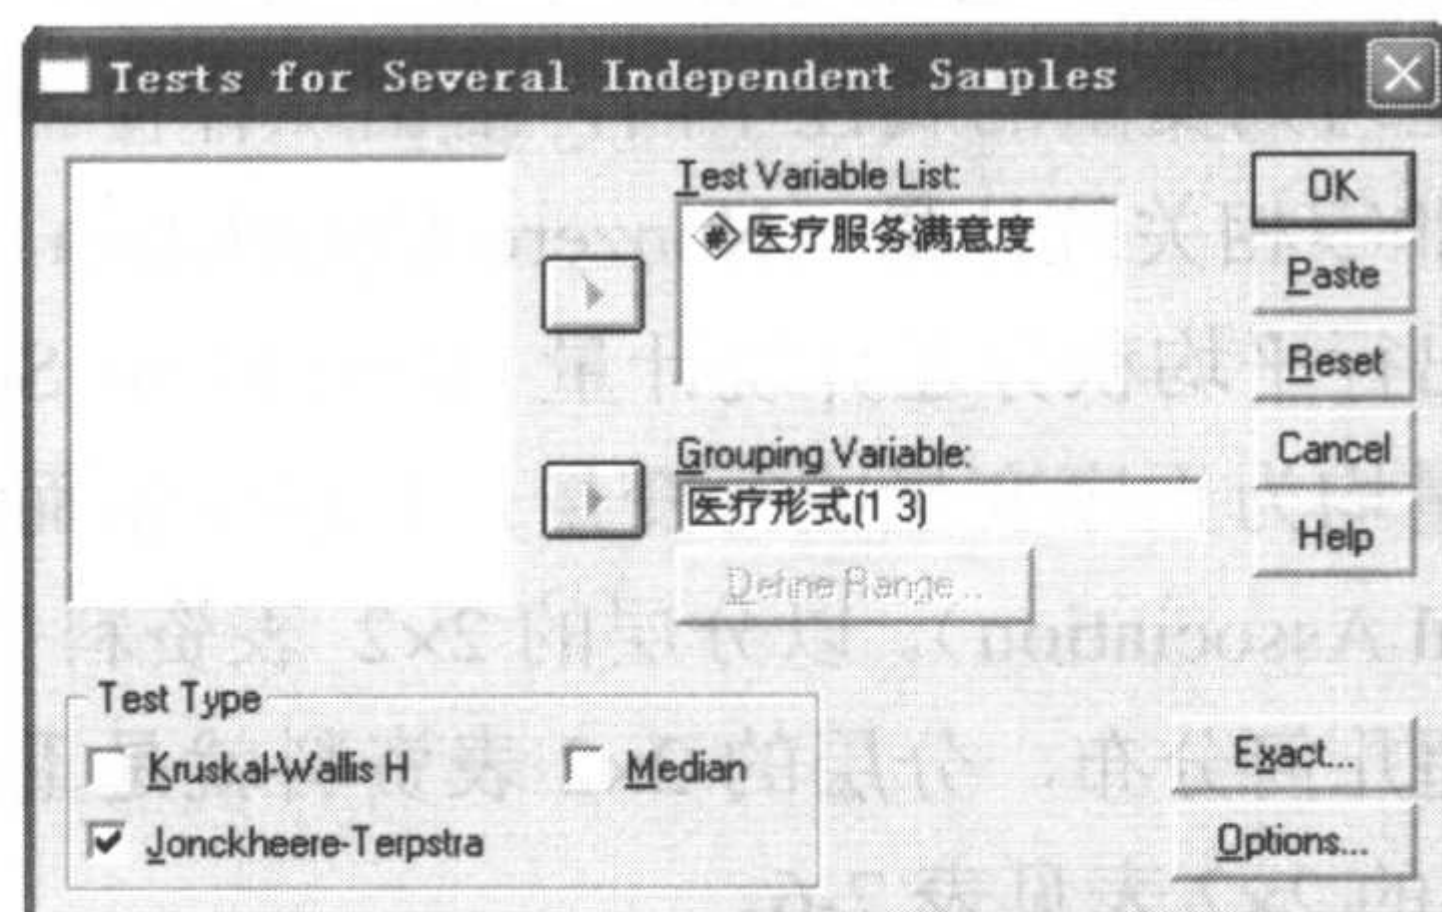 Tests for Several Independent Samples
Test Variable List:
医疗服务满意度
OK
Paste
Reset
Cancel
Help
Grouping Variable:
医疗形式(1 3)
Define Range...
Test Type
Kruskal-Wallis H
Median
Jonckheere-Terpstra
Exact...
Options...